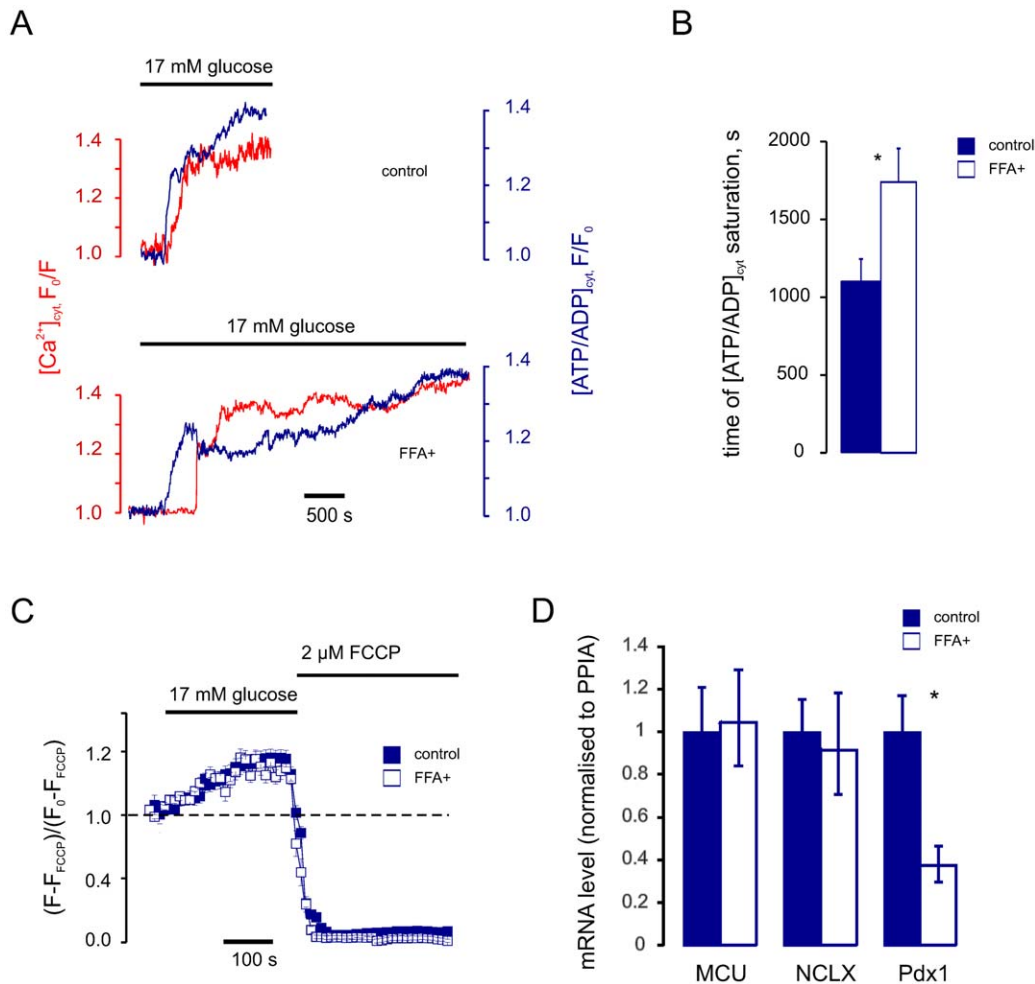 A
17 mM glucose
1.4
1.2
1.0
1.4
1.2
1.0
control
17 mM glucose
1.4
1.2
1.0
1.4
1.2
1.0
FFA+
500 s
[Ca²⁺]cyt, F₀/F
[ATP/ADP]cyt, F/F₀
B
control
FFA+
2000
1500
1000
500
0
*
time of [ATP/ADP]cyt saturation, s
C
2 µM FCCP
17 mM glucose
control
FFA+
1.2
1.0
0.4
0.0
(F-FFCCP)/(F₀-FFCCP)
100 s
D
control
FFA+
1.4
1.2
1
0.8
0.6
0.4
0.2
0
*
mRNA level (normalised to PPIA)
MCU NCLX Pdx1